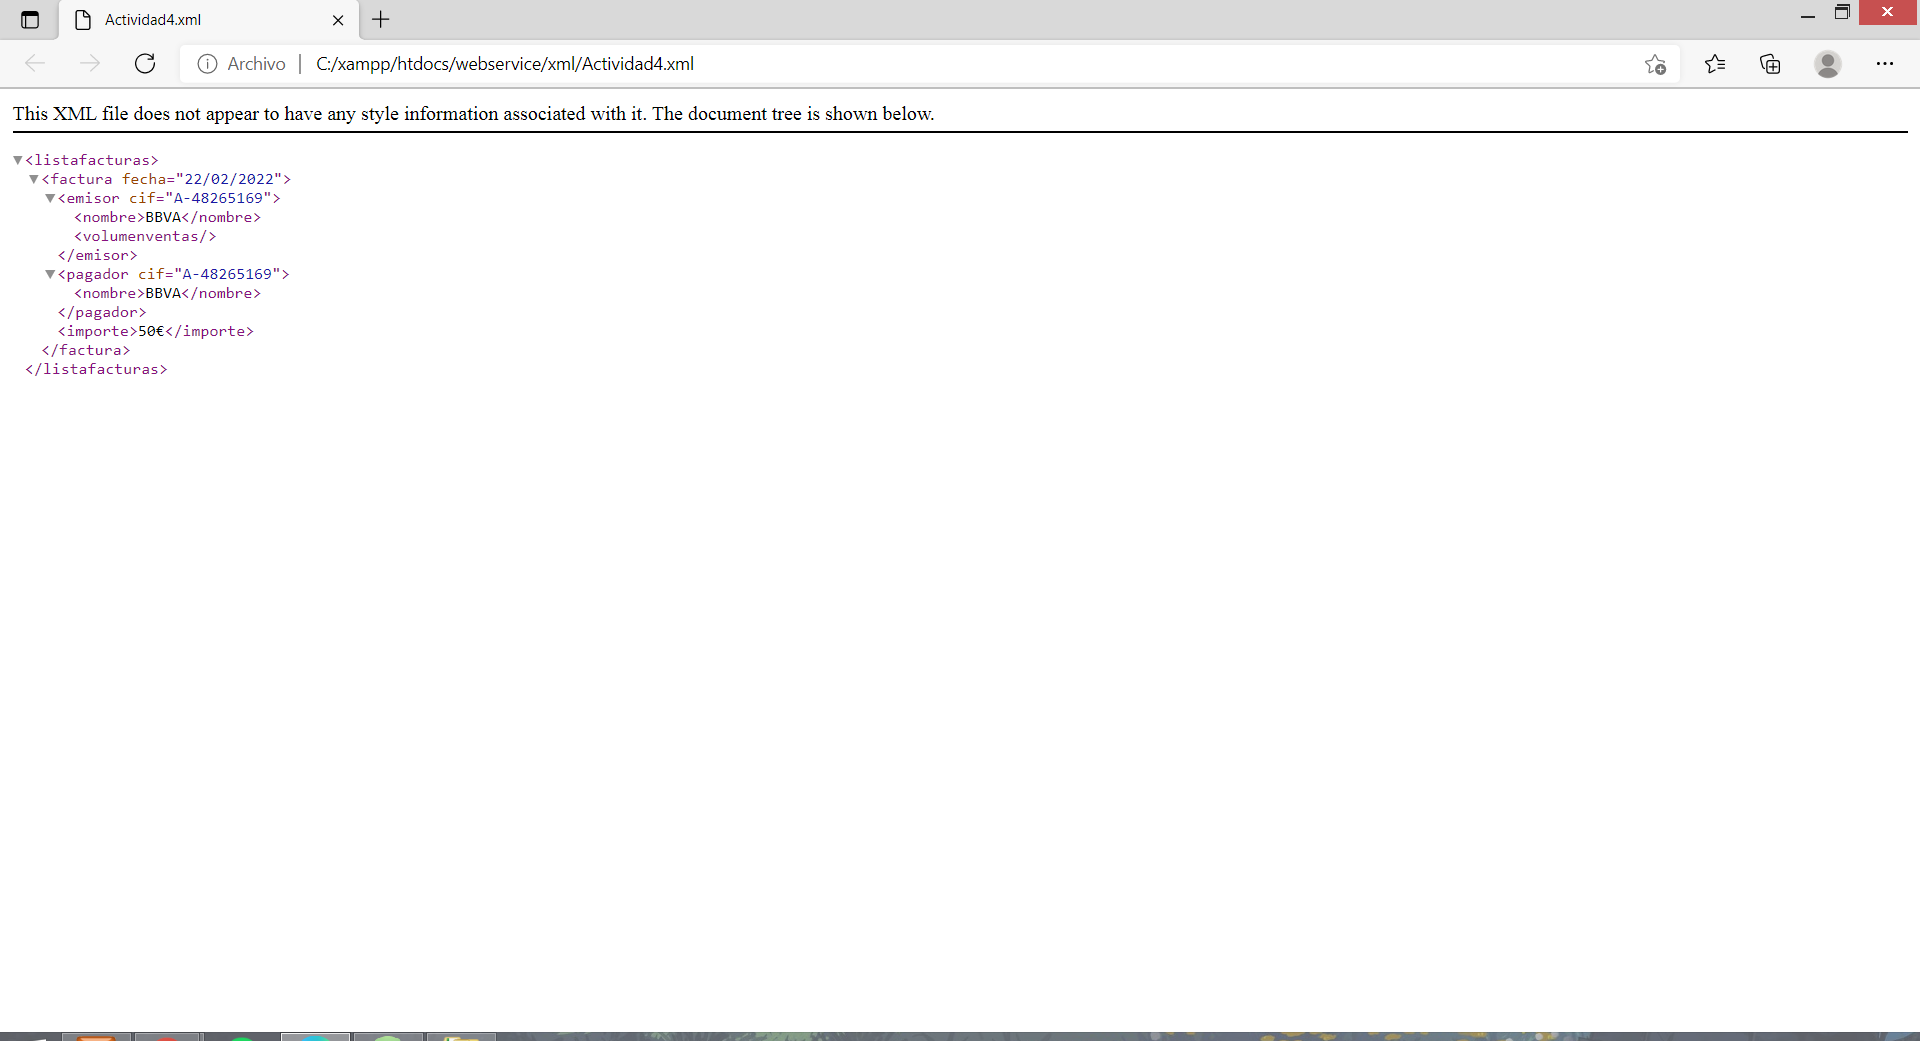 Actividad4.xml
Archivo | C:/xampp/htdocs/webservice/xml/Actividad4.xml
This XML file does not appear to have any style information associated with it. The document tree is shown below.
<listafacturas>
<factura fecha="22/02/2022">
<emisor cif="A-48265169">
<nombre>BBVA</nombre>
<volumenventas/>
</emisor>
<pagador cif="A-48265169">
<nombre>BBVA</nombre>
</pagador>
<importe>50€</importe>
</factura>
</listafacturas>